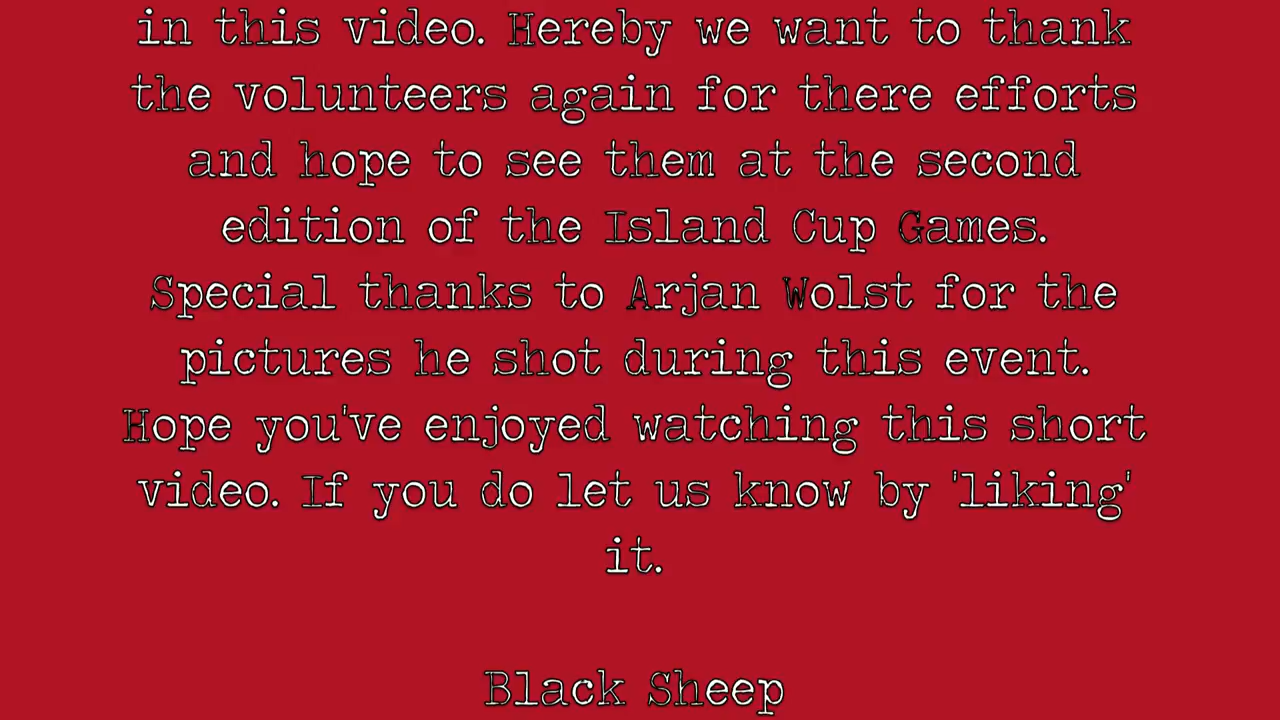 in this video. Hereby we want to thank
the volunteers again for there efforts
and hope to see them at the second
edition of the Island Cup Games.
Special thanks to Arjan Wolst for the
pictures he shot during this event.
Hope you've enjoyed watching this short
video. If you do let us know by 'liking'
it.
Black Sheep